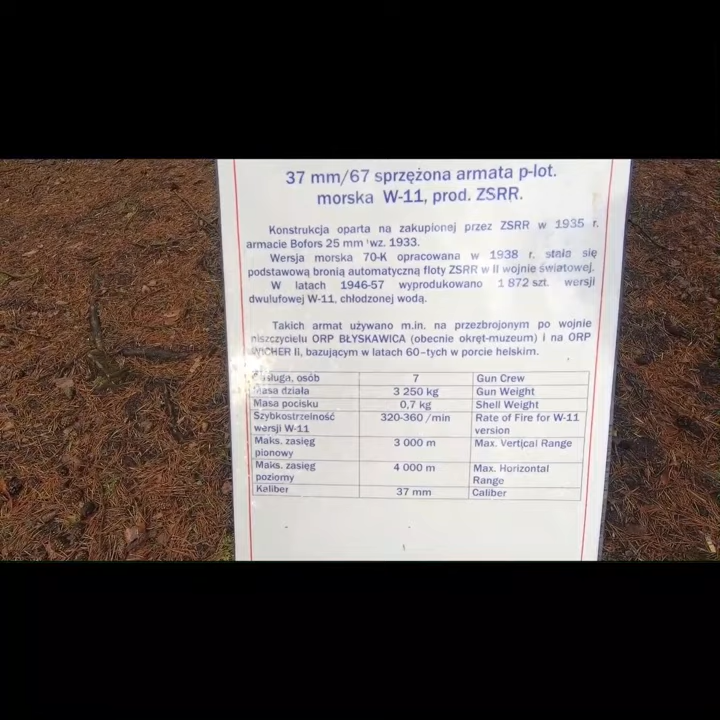 37 mm/67 sprzężona armata p-lot.
morska W-11, prod. ZSRR.
Konstrukcja oparta na zakupionej przez ZSRR w 1935 r.
armacie Bofors 25 mm wz. 1933.
Wersja morska 70-K opracowana w 1938 r. stała się
podstawową bronią automatyczną floty ZSRR w II wojnie światowej.
W latach 1946-57 wyprodukowano 1 872 szt. wersji
dwulufowej W-11, chłodzonej wodą.
Takich armat używano m.in. na przezbrojonym po wojnie
niszczycielu ORP BŁYSKAWICA (obecnie okręt-muzeum) i na ORP
WICHER II, bazującym w latach 60-tych w porcie helskim.
Obsługa, osób 7 Gun Crew
Masa działa 3 250 kg Gun Weight
Masa pocisku 0,7 kg Shell Weight
Szybkostrzelność 320-360 /min Rate of Fire for W-11
wersji W-11 version
Maks. zasięg 3 000 m Max. Vertical Range
pionowy
Maks. zasięg 4 000 m Max. Horizontal
poziomy Range
Kaliber 37 mm Caliber